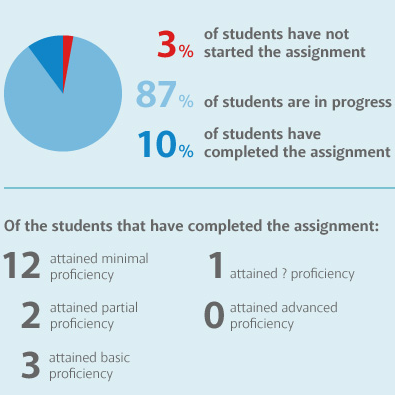 3% of students have not
started the assignment
87% of students are in progress
10% of students have
completed the assignment
Of the students that have completed the assignment:
12 attained minimal
proficiency
1 attained ? proficiency
2 attained partial
proficiency
0 attained advanced
proficiency
3 attained basic
proficiency